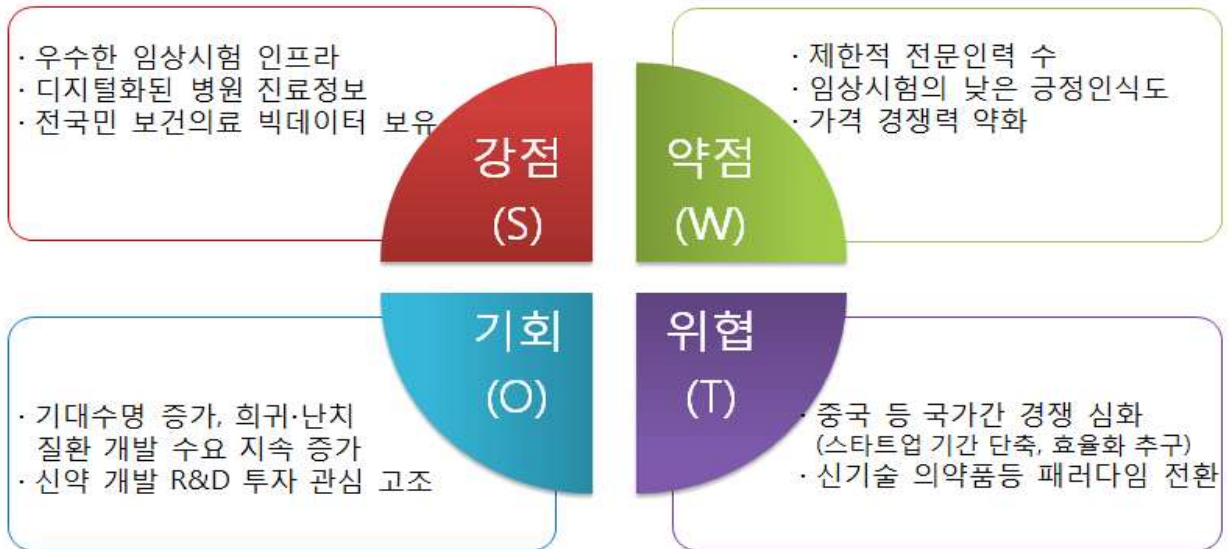 · 우수한 임상시험 인프라
· 디지털화된 병원 진료정보
· 전국민 보건의료 빅데이터 보유
강점
(S)
· 제한적 전문인력 수
· 임상시험의 낮은 긍정인식도
· 가격 경쟁력 약화
약점
(W)
기회
(O)
· 기대수명 증가, 희귀·난치
질환 개발 수요 지속 증가
· 신약 개발 R&D 투자 관심 고조
위협
(T)
· 중국 등 국가간 경쟁 심화
(스타트업 기간 단축, 효율화 추구)
· 신기술 의약품등 패러다임 전환